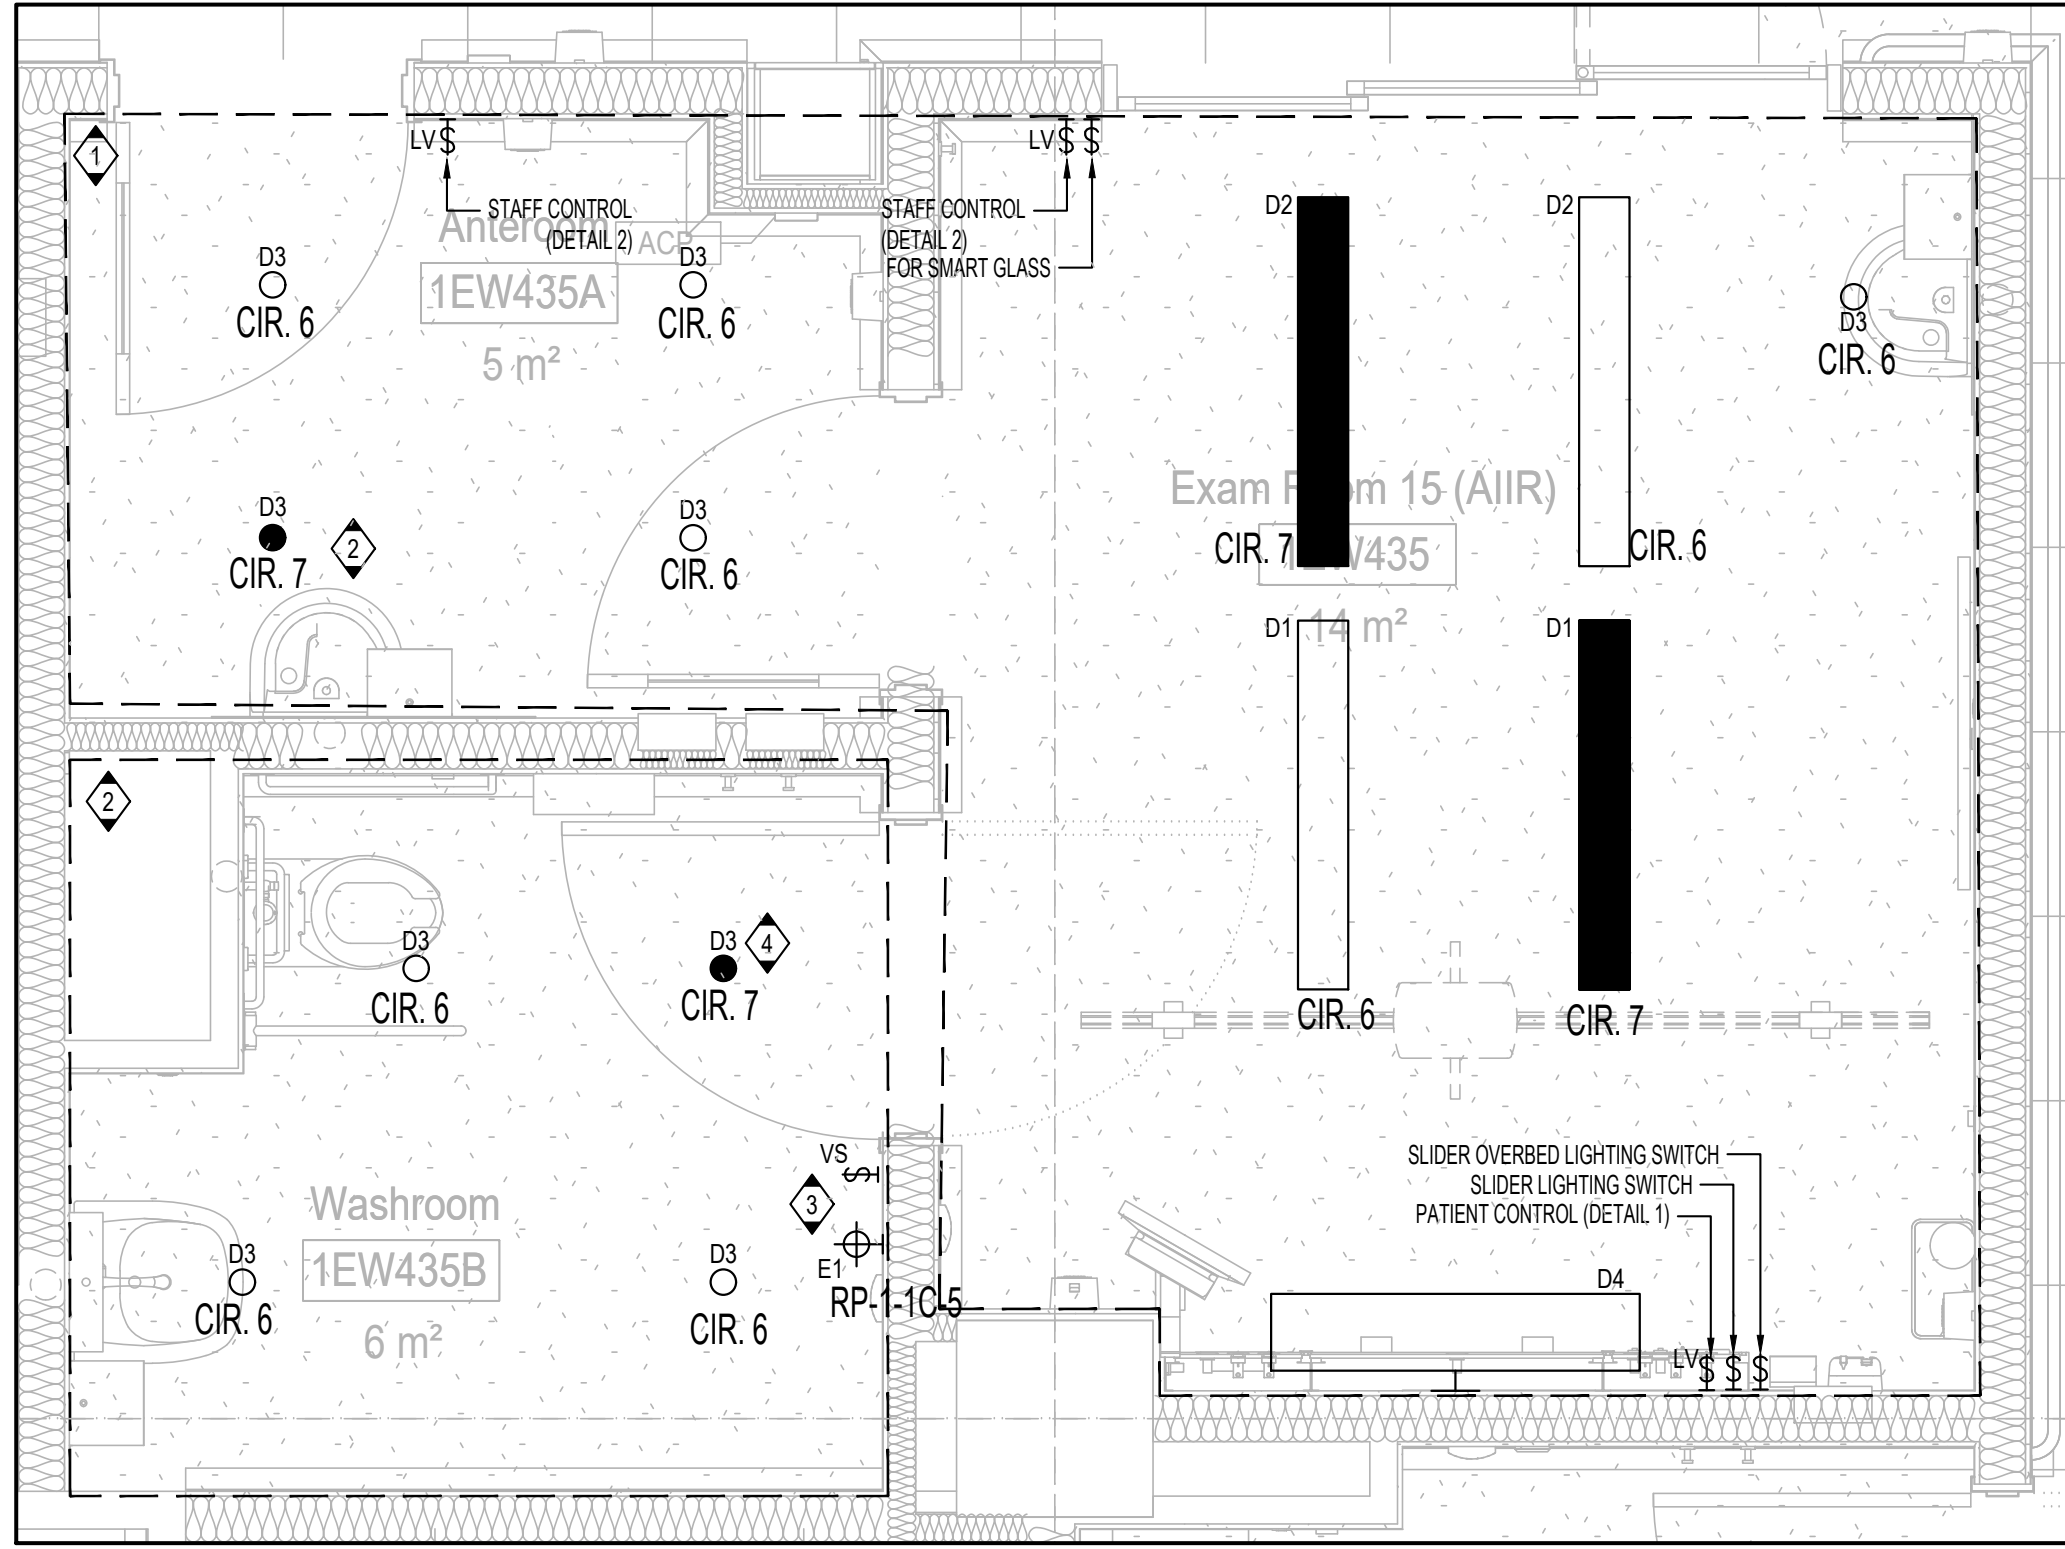 1
LV $
LV $ $
STAFF CONTROL
(DETAIL 2)
STAFF CONTROL
(DETAIL 2)
FOR SMART GLASS
Anteroom
ACP
1EW435A
5 m²
D3
CIR. 6
D3
CIR. 6
D2
D2
D3
CIR. 6
D3
CIR. 7
2
D3
CIR. 6
Exam Room 15 (AIIR)
1EW435
14 m²
CIR. 7
CIR. 6
D1
D1
2
D3
CIR. 6
D3
4
CIR. 7
CIR. 6
CIR. 7
VS $
3
E1
RP-1-1C-5
Washroom
1EW435B
6 m²
D3
CIR. 6
D3
CIR. 6
SLIDER OVERBED LIGHTING SWITCH
SLIDER LIGHTING SWITCH
PATIENT CONTROL (DETAIL 1)
D4
LV $ $ $